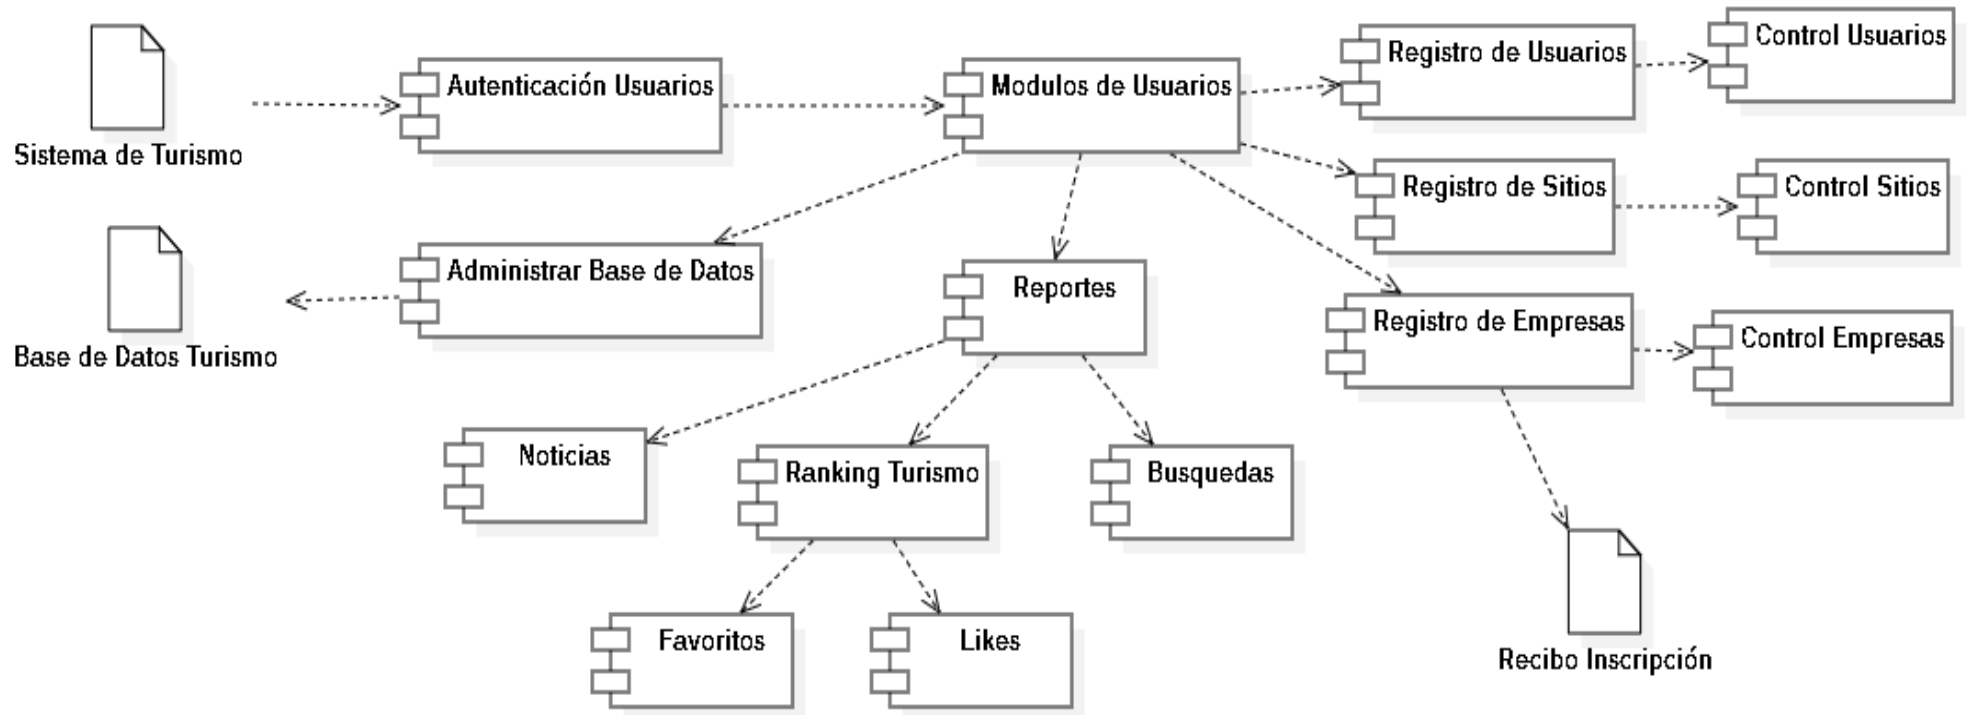 Sistema de Turismo
Autenticación Usuarios
Modulos de Usuarios
Registro de Usuarios
Control Usuarios
Registro de Sitios
Control Sitios
Base de Datos Turismo
Administrar Base de Datos
Reportes
Registro de Empresas
Control Empresas
Noticias
Ranking Turismo
Busquedas
Favoritos
Likes
Recibo Inscripción